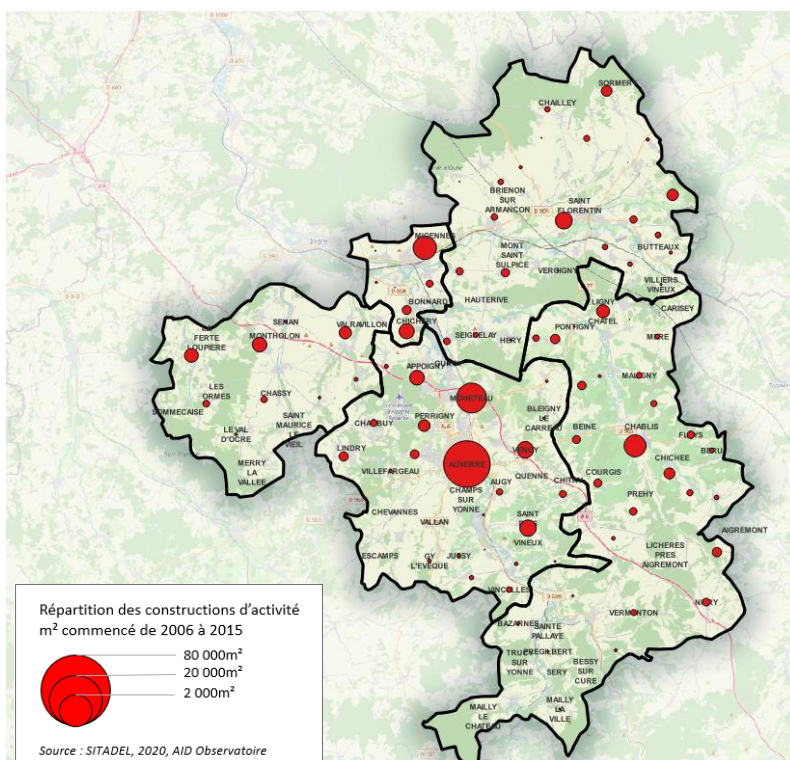 D 660
SORMERY
CHAILLEY
BRIENON
SUR
ARMANCON
SAINT
FLORENTIN
MIGENNES
MONT
SAINT
SULPICE
BUTTEAUX
VERGIGNY
VILLIERS
VINEUX
BONNARD
HAUTERIVE
LIGNY
CHATEL
CARISEY
CHICHERY
SENAN
VALRAVILLON
SEIGNELAY
HERY
PONTIGNY
MERE
FERTE
LOUPIERE
MONTHOLON
GURGY
APPOIGNY
MALIGNY
LES
ORMES
CHASSY
MONETEAU
SOMMECAISE
SAINT
MAURICE
LE
VIEIL
CHARBUY
PERRIGNY
BLEIGNY
LE
CARREAU
BEINE
CHABLIS
FLEYS
LE VAL
D'OCRE
LINDRY
VENOY
BERU
MERRY
LA
VALLEE
VILLEFARGEAU
AUXERRE
CHICHEE
AUGY
QUENNE
COURGIS
CHITRY
CHAMPS
SUR
YONNE
PREHY
CHEVANNES
VALLAN
SAINT
VINEUX
AIGREMONT
ESCAMPS
GY
L'EVEQUE
JUSSY
LICHERES
PRES
AIGREMONT
VINCELLES
NITRY
VERMENTON
BAZARNES
SAINTE
PALLAYE
TRUCY
SUR
YONNE
PREGILBERT
SERY
BESSY
SUR
CURE
MAILLY
LE
CHATEAU
MAILLY
LA
VILLE
Répartition des constructions d’activité
m² commencé de 2006 à 2015
80 000m²
20 000m²
2 000m²
Source : SITADEL, 2020, AID Observatoire